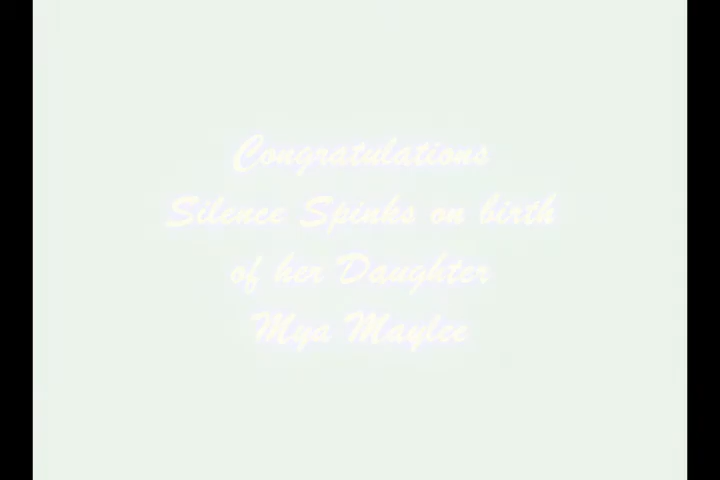 Congratulations
Silence Spinks on birth
of her Daughter
Mya Maylee